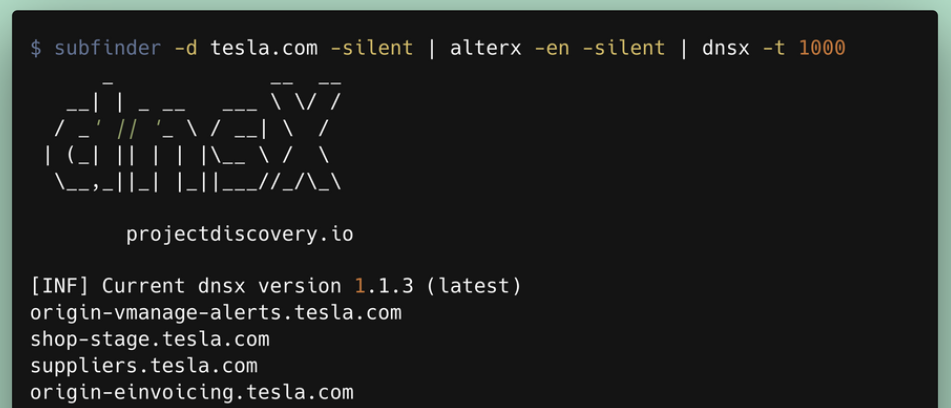 $ subfinder -d tesla.com -silent | alterx -en -silent | dnsx -t 1000
      _             __  __
   __| | _ __   ___ \ \/ /
  / _' // '_ \ / __| \  /
 | (_| || | | |\__ \ /  \
  \__,_||_| |_||___//_/\_\
projectdiscovery.io
[INF] Current dnsx version 1.1.3 (latest)
origin-vmanage-alerts.tesla.com
shop-stage.tesla.com
suppliers.tesla.com
origin-einvoicing.tesla.com